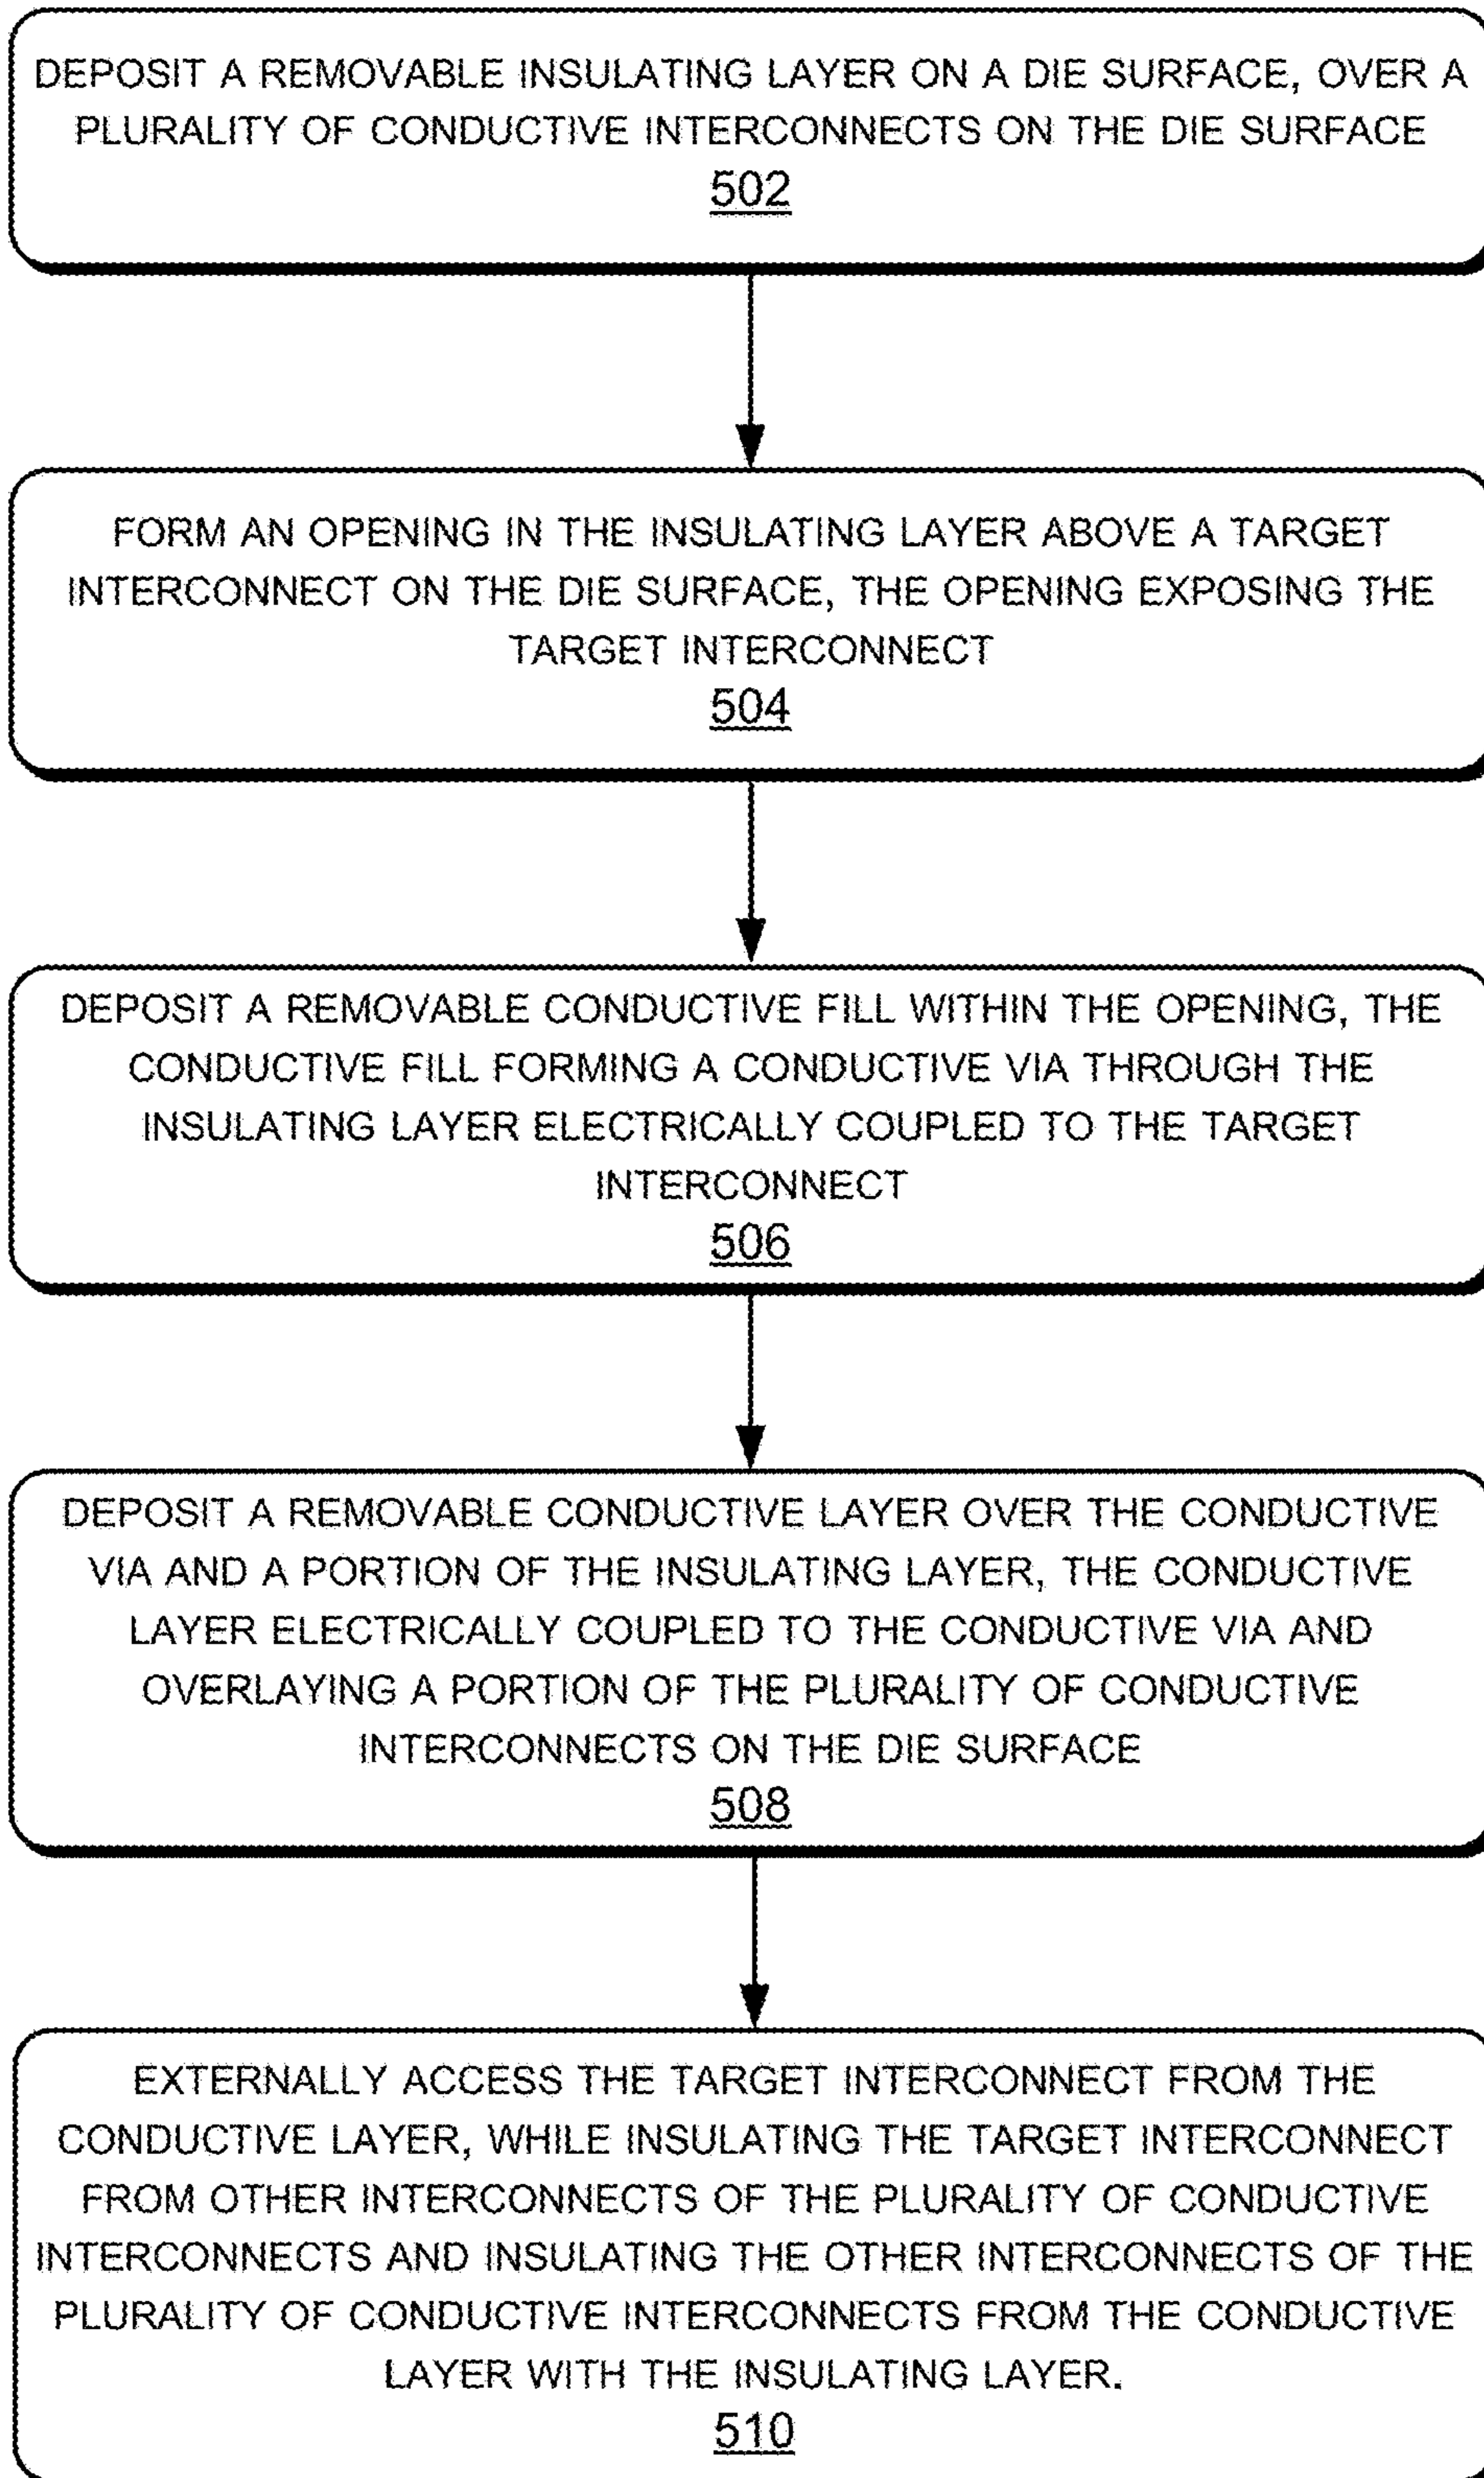 DEPOSIT A REMOVABLE INSULATING LAYER ON A DIE SURFACE, OVER A
PLURALITY OF CONDUCTIVE INTERCONNECTS ON THE DIE SURFACE
502
FORM AN OPENING IN THE INSULATING LAYER ABOVE A TARGET
INTERCONNECT ON THE DIE SURFACE, THE OPENING EXPOSING THE
TARGET INTERCONNECT
504
DEPOSIT A REMOVABLE CONDUCTIVE FILL WITHIN THE OPENING, THE
CONDUCTIVE FILL FORMING A CONDUCTIVE VIA THROUGH THE
INSULATING LAYER ELECTRICALLY COUPLED TO THE TARGET
INTERCONNECT
506
DEPOSIT A REMOVABLE CONDUCTIVE LAYER OVER THE CONDUCTIVE
VIA AND A PORTION OF THE INSULATING LAYER, THE CONDUCTIVE
LAYER ELECTRICALLY COUPLED TO THE CONDUCTIVE VIA AND
OVERLAYING A PORTION OF THE PLURALITY OF CONDUCTIVE
INTERCONNECTS ON THE DIE SURFACE
508
EXTERNALLY ACCESS THE TARGET INTERCONNECT FROM THE
CONDUCTIVE LAYER, WHILE INSULATING THE TARGET INTERCONNECT
FROM OTHER INTERCONNECTS OF THE PLURALITY OF CONDUCTIVE
INTERCONNECTS AND INSULATING THE OTHER INTERCONNECTS OF THE
PLURALITY OF CONDUCTIVE INTERCONNECTS FROM THE CONDUCTIVE
LAYER WITH THE INSULATING LAYER.
510